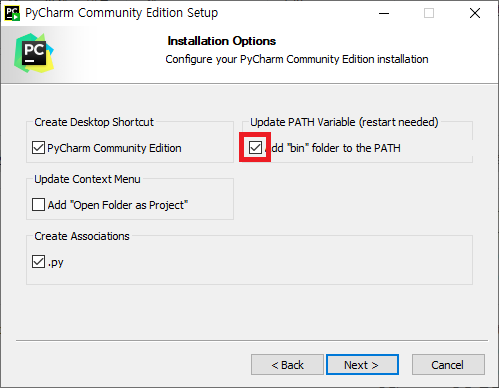 PyCharm Community Edition Setup
PC
Installation Options
Configure your PyCharm Community Edition installation
Create Desktop Shortcut
PyCharm Community Edition
Update PATH Variable (restart needed)
Add "bin" folder to the PATH
Update Context Menu
Add "Open Folder as Project"
Create Associations
.py
< Back
Next >
Cancel